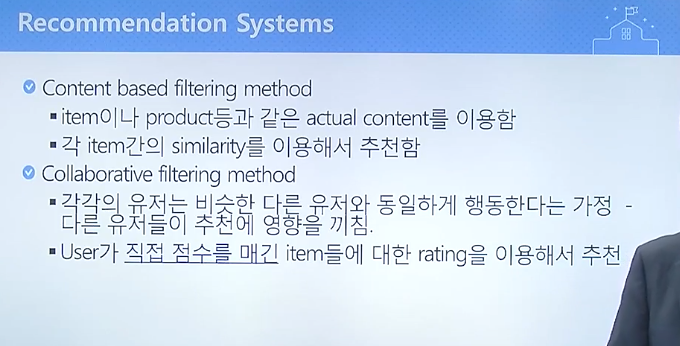 Recommendation Systems
Content based filtering method
item이나 product등과 같은 actual content를 이용함
각 item간의 similarity를 이용해서 추천함
Collaborative filtering method
각각의 유저는 비슷한 다른 유저와 동일하게 행동한다는 가정 -
다른 유저들이 추천에 영향을 끼침.
User가 직접 점수를 매긴 item들에 대한 rating을 이용해서 추천